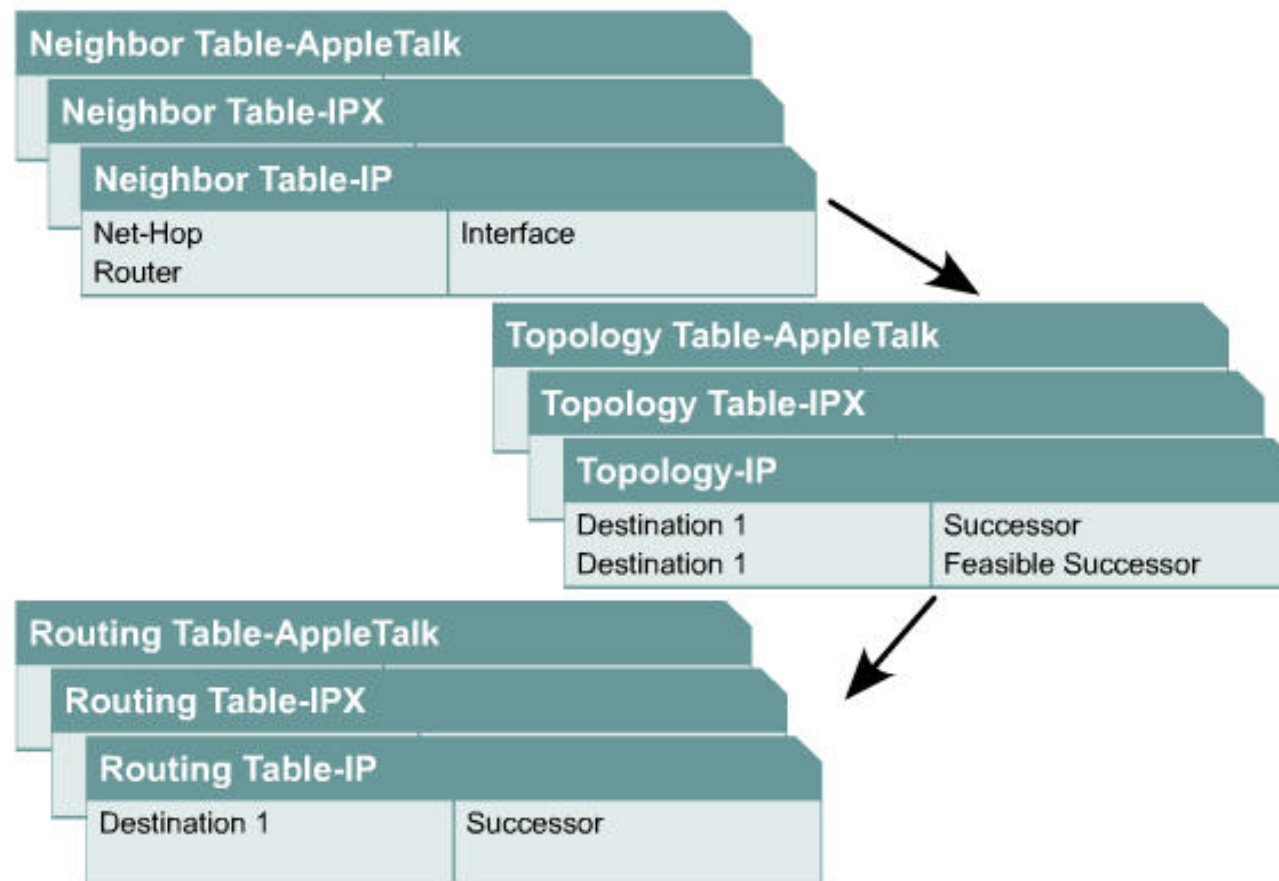 Neighbor Table-AppleTalk
Neighbor Table-IPX
Neighbor Table-IP
Net-Hop
Router
Interface
Topology Table-AppleTalk
Topology Table-IPX
Topology-IP
Destination 1
Successor
Destination 1
Feasible Successor
Routing Table-AppleTalk
Routing Table-IPX
Routing Table-IP
Destination 1
Successor